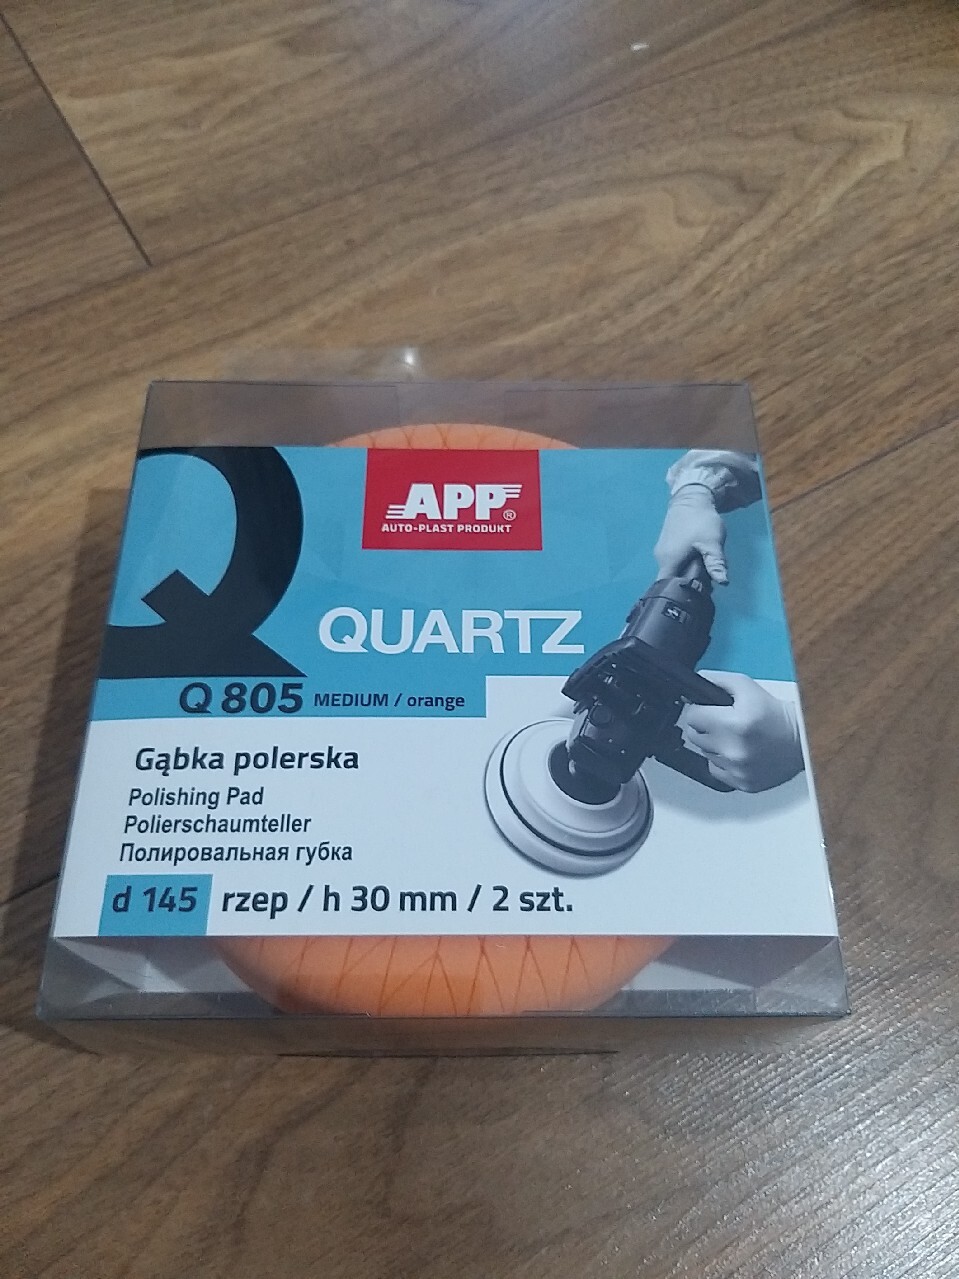 APP®
AUTO-PLAST PRODUKT
QUARTZ
Q 805 MEDIUM / orange
Gąbka polerska
Polishing Pad
Polierschaumteller
Полировальная губка
d 145 rzep / h 30 mm / 2 szt.